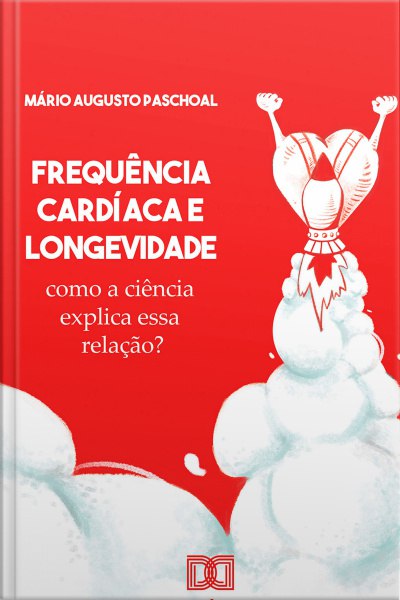 MÁRIO AUGUSTO PASCHOAL
FREQUÊNCIA
CARDÍACA E
LONGEVIDADE
como a ciência
explica essa
relação?